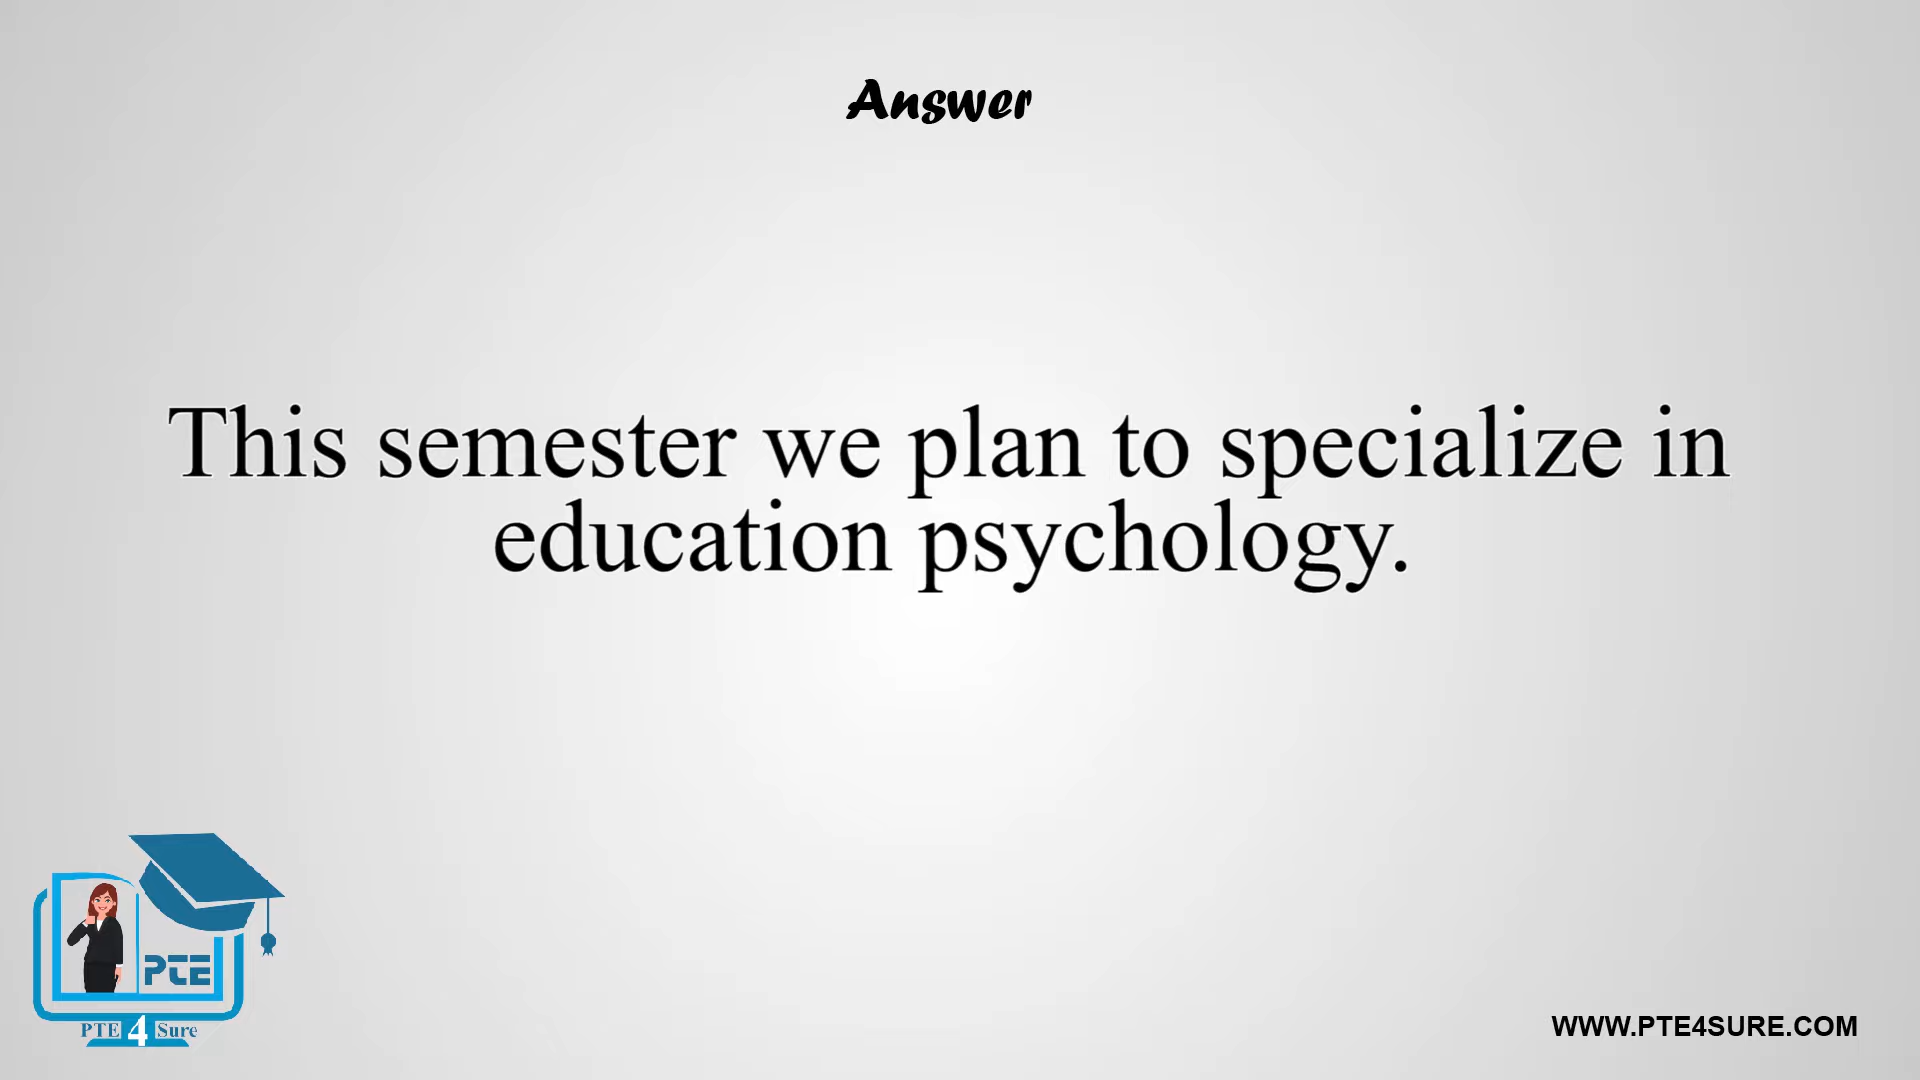 Answer
This semester we plan to specialize in
education psychology.
PTE
PTE 4 Sure
WWW.PTE4SURE.COM